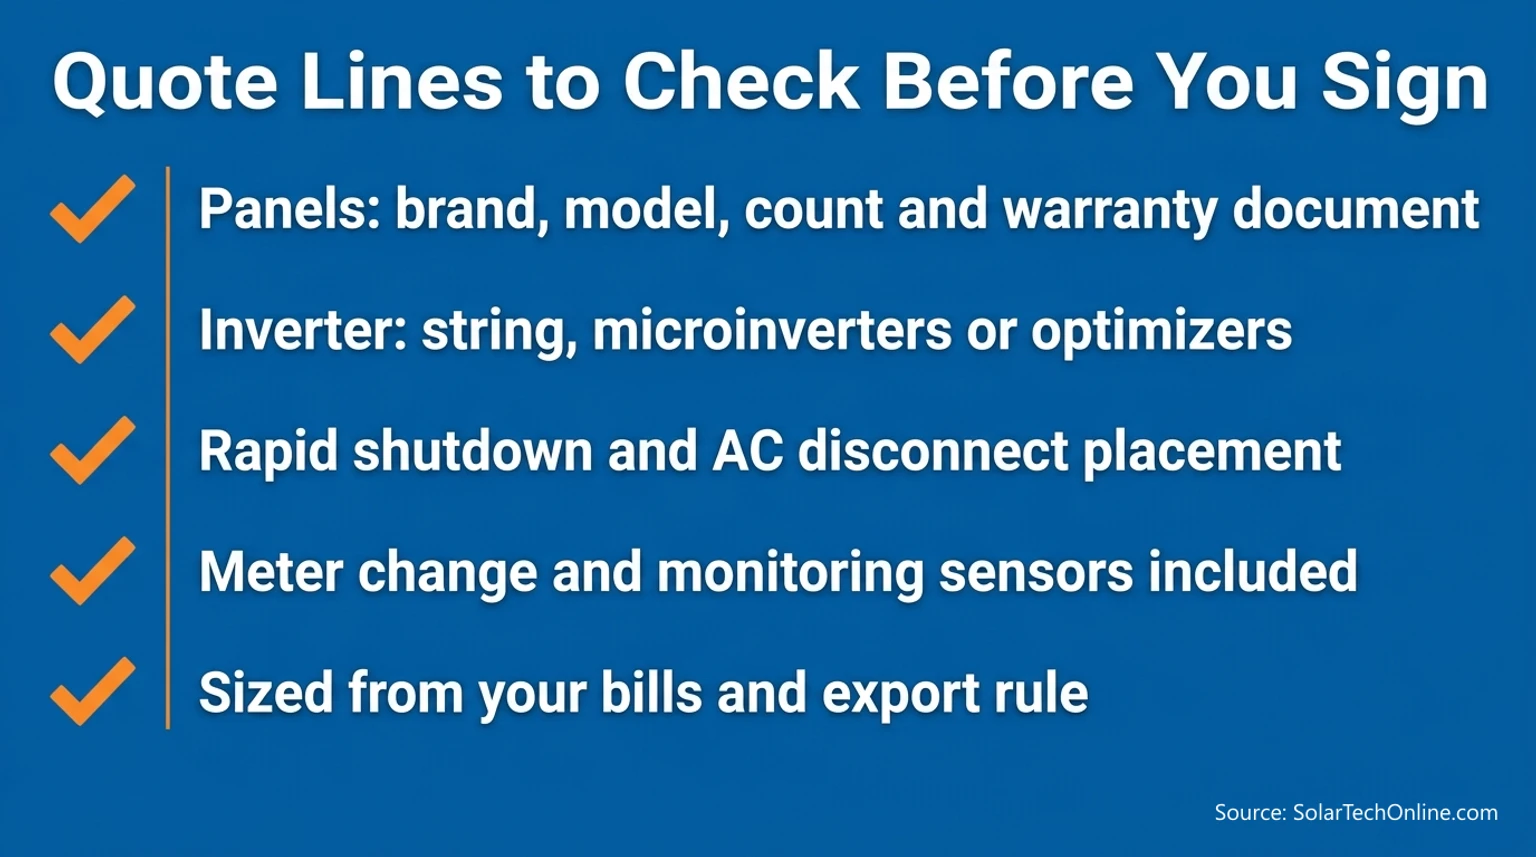 Quote Lines to Check Before You Sign
Panels: brand, model, count and warranty document
Inverter: string, microinverters or optimizers
Rapid shutdown and AC disconnect placement
Meter change and monitoring sensors included
Sized from your bills and export rule
Source: SolarTechOnline.com